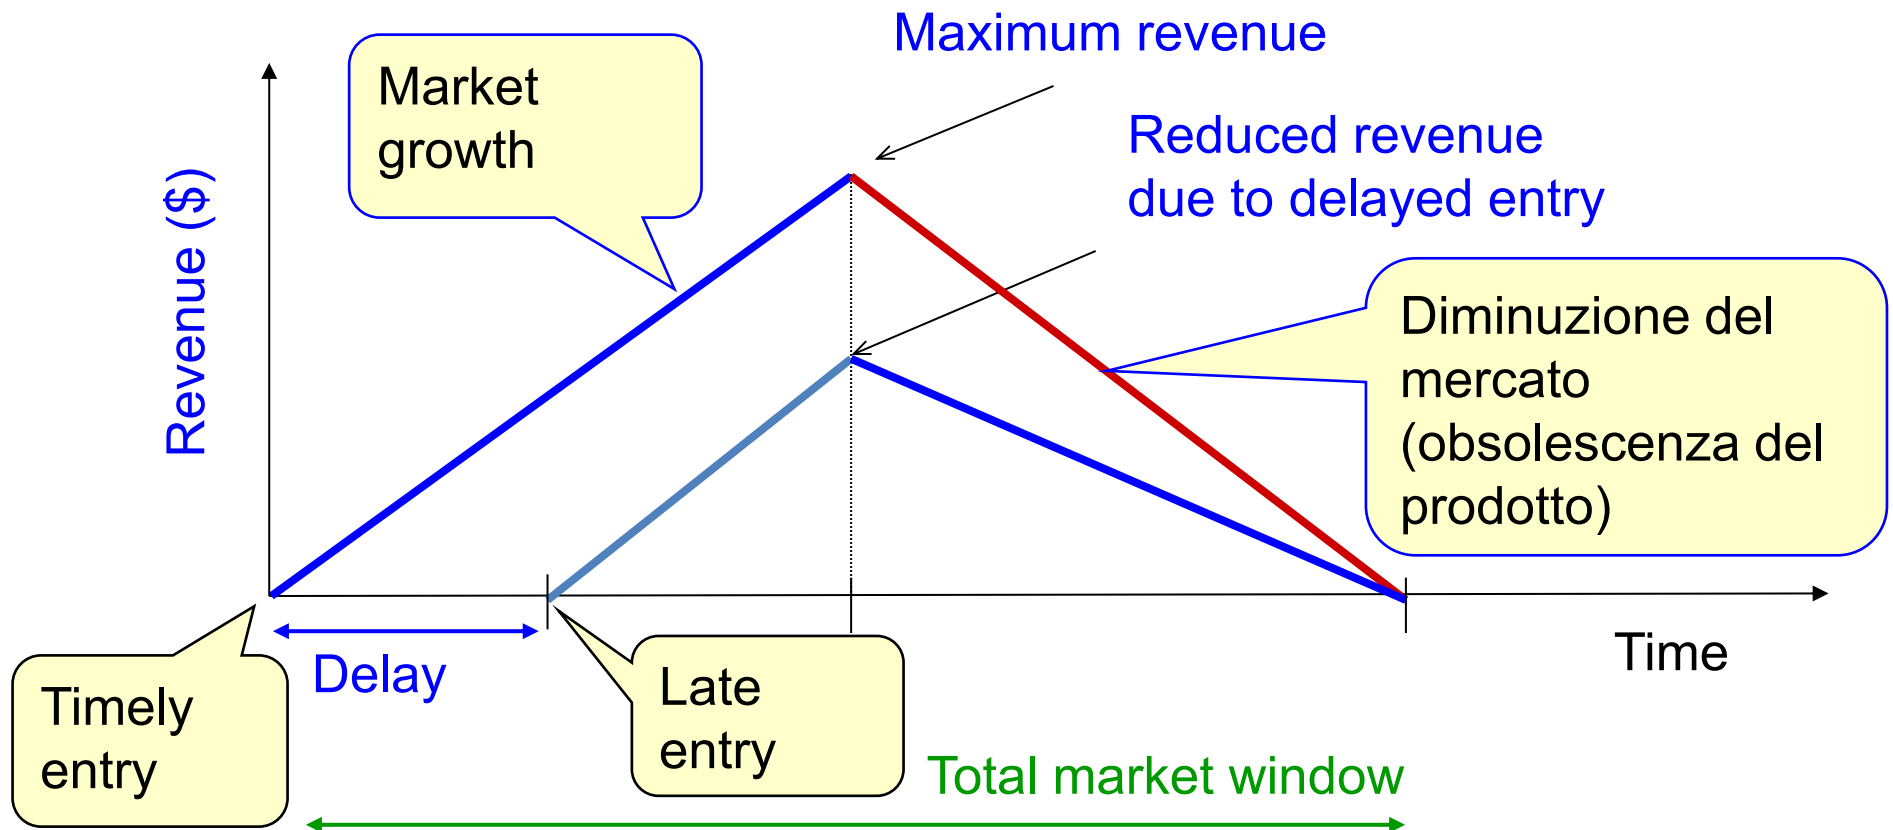 Maximum revenue
Market
growth
Reduced revenue
due to delayed entry
Revenue ($)
Diminuzione del
mercato
(obsolescenza del
prodotto)
Time
Delay
Timely
entry
Late
entry
Total market window